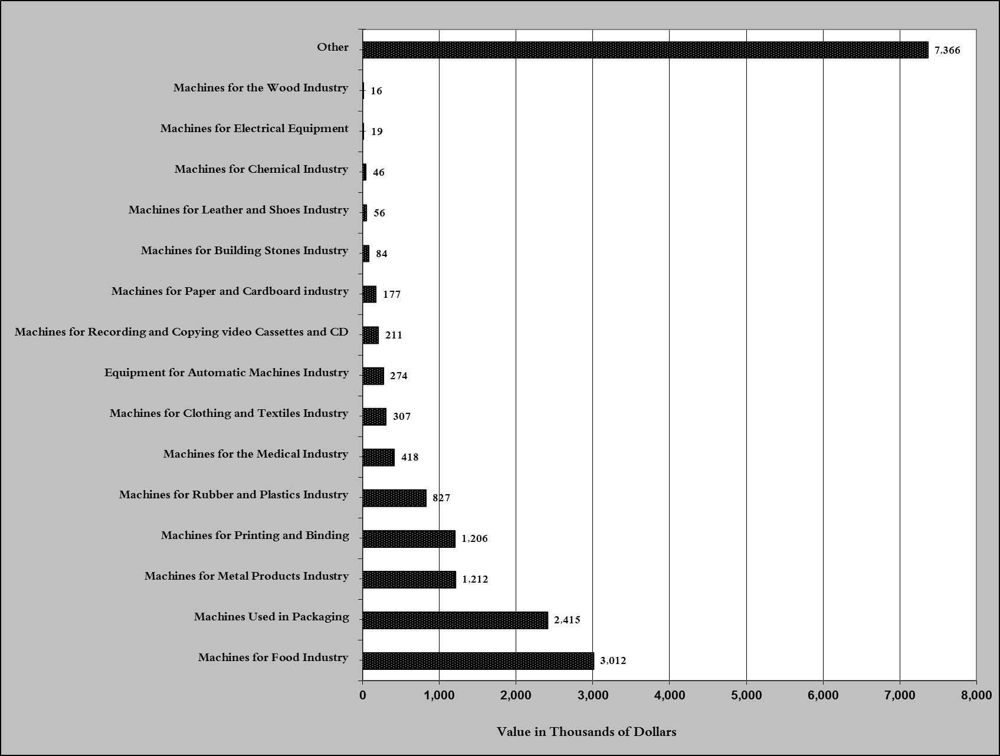 Other 7,366
Machines for the Wood Industry 16
Machines for Electrical Equipment 19
Machines for Chemical Industry 46
Machines for Leather and Shoes Industry 56
Machines for Building Stones Industry 84
Machines for Paper and Cardboard industry 177
Machines for Recording and Copying video Cassettes and CD 211
Equipment for Automatic Machines Industry 274
Machines for Clothing and Textiles Industry 307
Machines for the Medical Industry 418
Machines for Rubber and Plastics Industry 827
Machines for Printing and Binding 1,206
Machines for Metal Products Industry 1,212
Machines Used in Packaging 2,415
Machines for Food Industry 3,012
0 1,000 2,000 3,000 4,000 5,000 6,000 7,000 8,000
Value in Thousands of Dollars